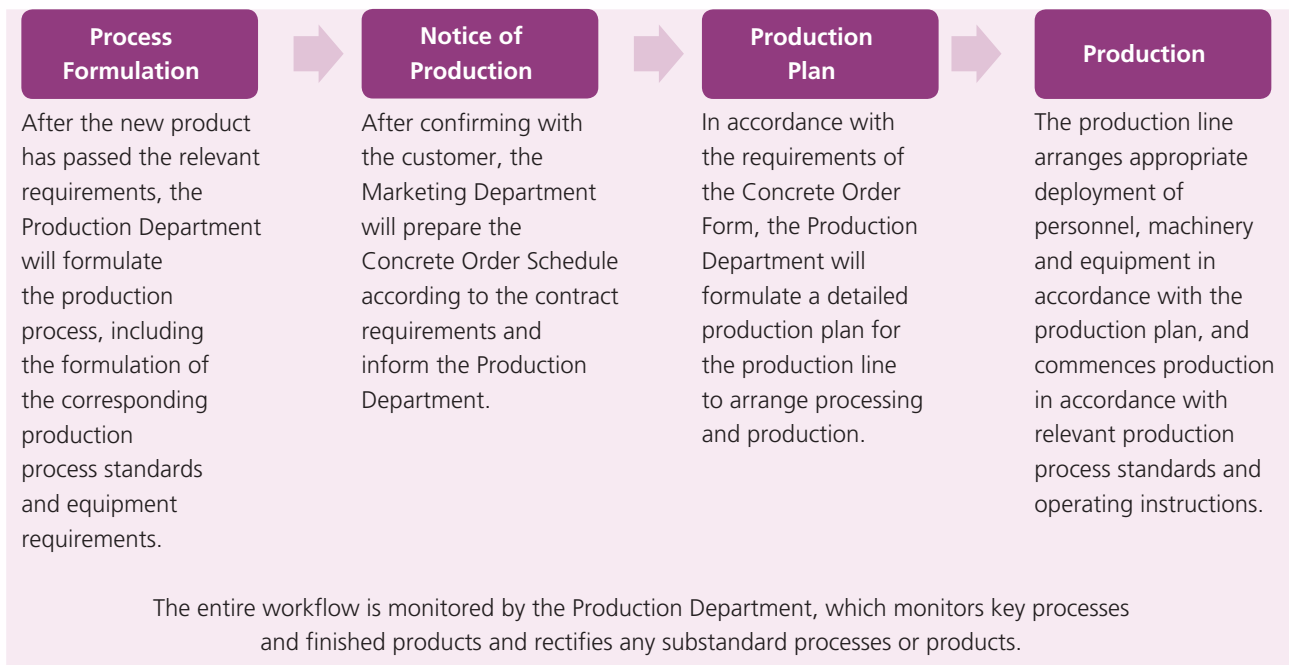 Process
Formulation
After the new product
has passed the relevant
requirements, the
Production Department
will formulate
the production
process, including
the formulation of
the corresponding
production
process standards
and equipment
requirements.
Notice of
Production
After confirming with
the customer, the
Marketing Department
will prepare the
Concrete Order Schedule
according to the contract
requirements and
inform the Production
Department.
Production
Plan
In accordance with
the requirements of
the Concrete Order
Form, the Production
Department will
formulate a detailed
production plan for
the production line
to arrange processing
and production.
Production
The production line
arranges appropriate
deployment of
personnel, machinery
and equipment in
accordance with the
production plan, and
commences production
in accordance with
relevant production
process standards and
operating instructions.
The entire workflow is monitored by the Production Department, which monitors key processes
and finished products and rectifies any substandard processes or products.